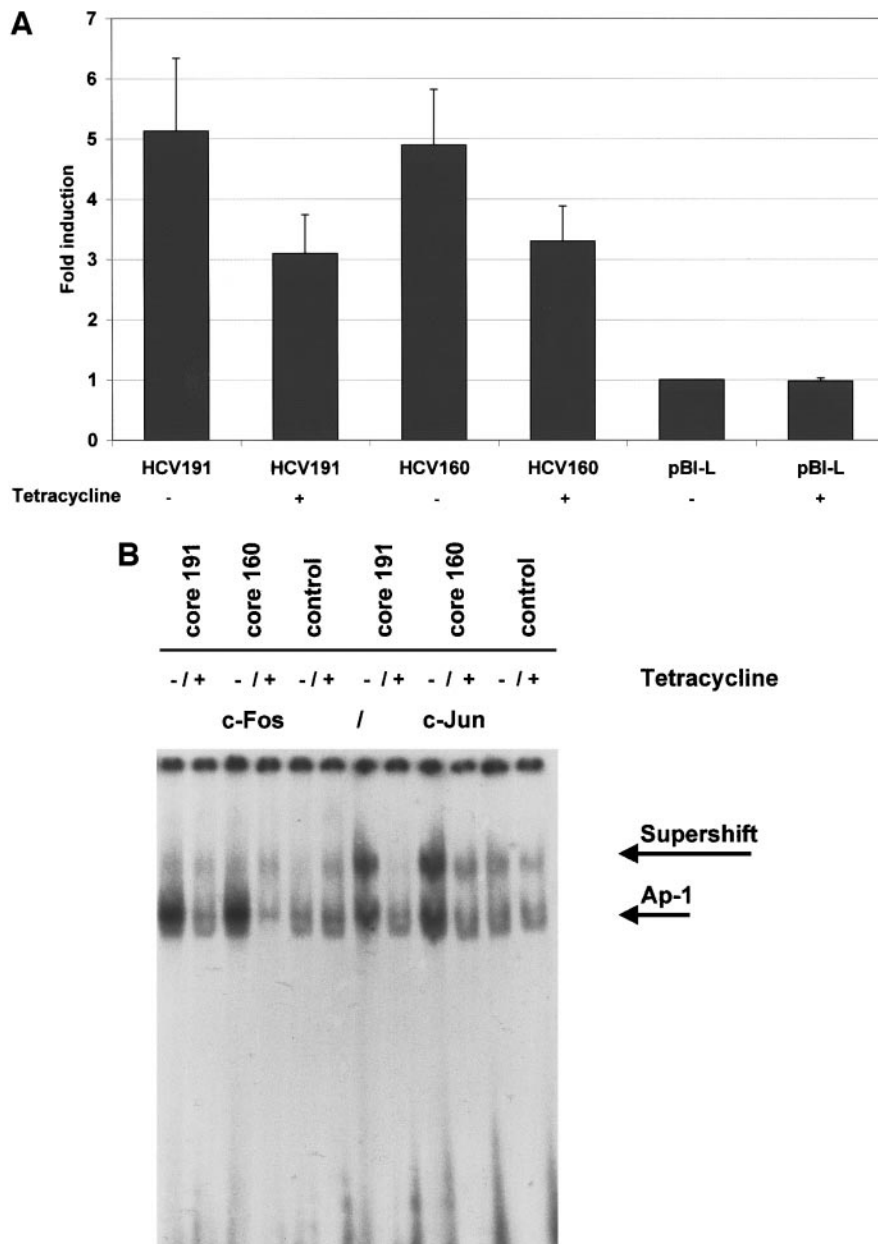 A
7
6
5
4
3
2
1
0
Fold induction
HCV191 HCV191 HCV160 HCV160 pBI-L pBI-L
Tetracycline - + - + - +
B
core 191 core 160 control core 191 core 160 control
- / + - / + - / + - / + - / + - / + Tetracycline
c-Fos / c-Jun
Supershift
Ap-1